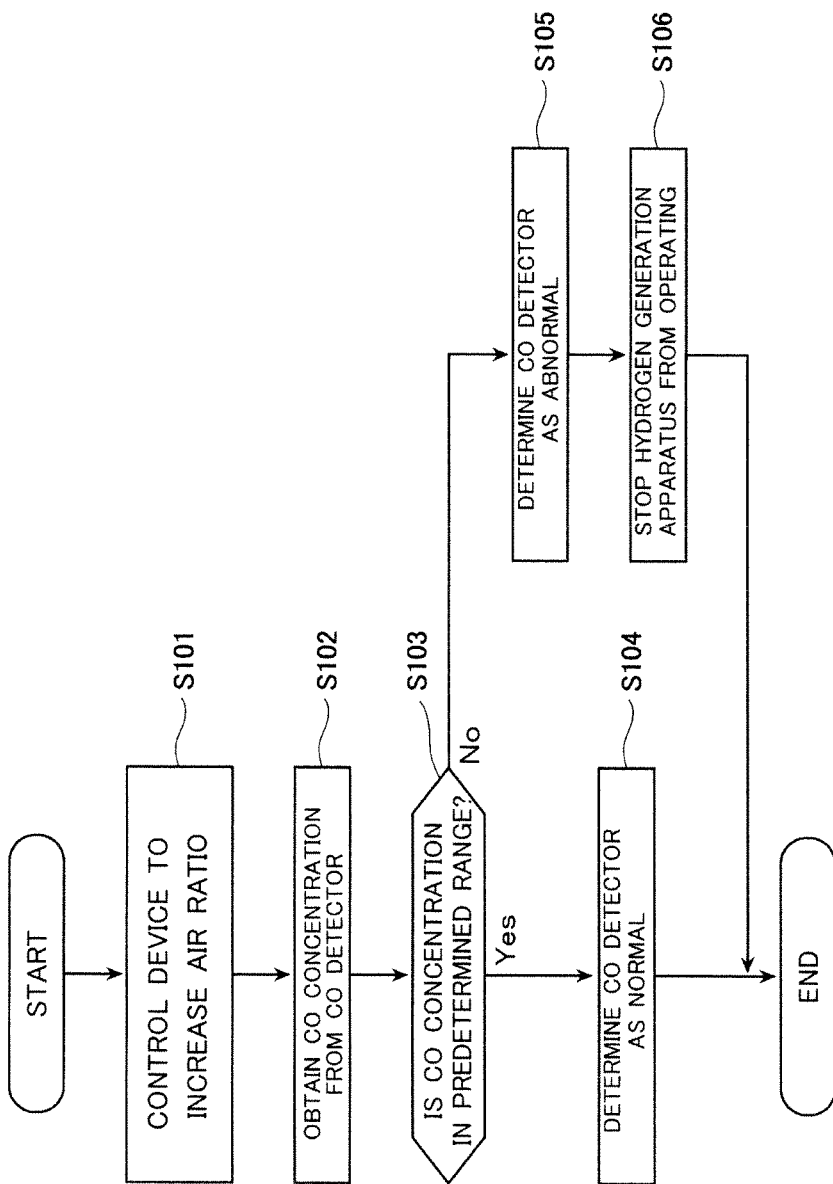 START
CONTROL DEVICE TO
INCREASE AIR RATIO
S101
OBTAIN CO CONCENTRATION
FROM CO DETECTOR
S102
IS CO CONCENTRATION
IN PREDETERMINED RANGE?
S103
No
Yes
DETERMINE CO DETECTOR
AS NORMAL
S104
DETERMINE CO DETECTOR
AS ABNORMAL
S105
STOP HYDROGEN GENERATION
APPARATUS FROM OPERATING
S106
END